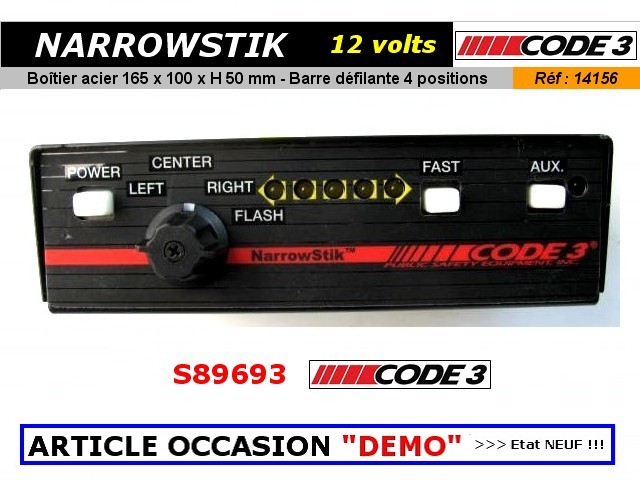 NARROWSTIK 12 volts CODE 3
Boîtier acier 165 x 100 x H 50 mm - Barre défilante 4 positions Réf : 14156
CENTER
POWER
LEFT
RIGHT
FLASH
FAST
AUX.
NarrowStik™ CODE 3®
PUBLIC SAFETY EQUIPMENT, INC.
S89693 CODE 3
ARTICLE OCCASION "DEMO" >>> Etat NEUF !!!